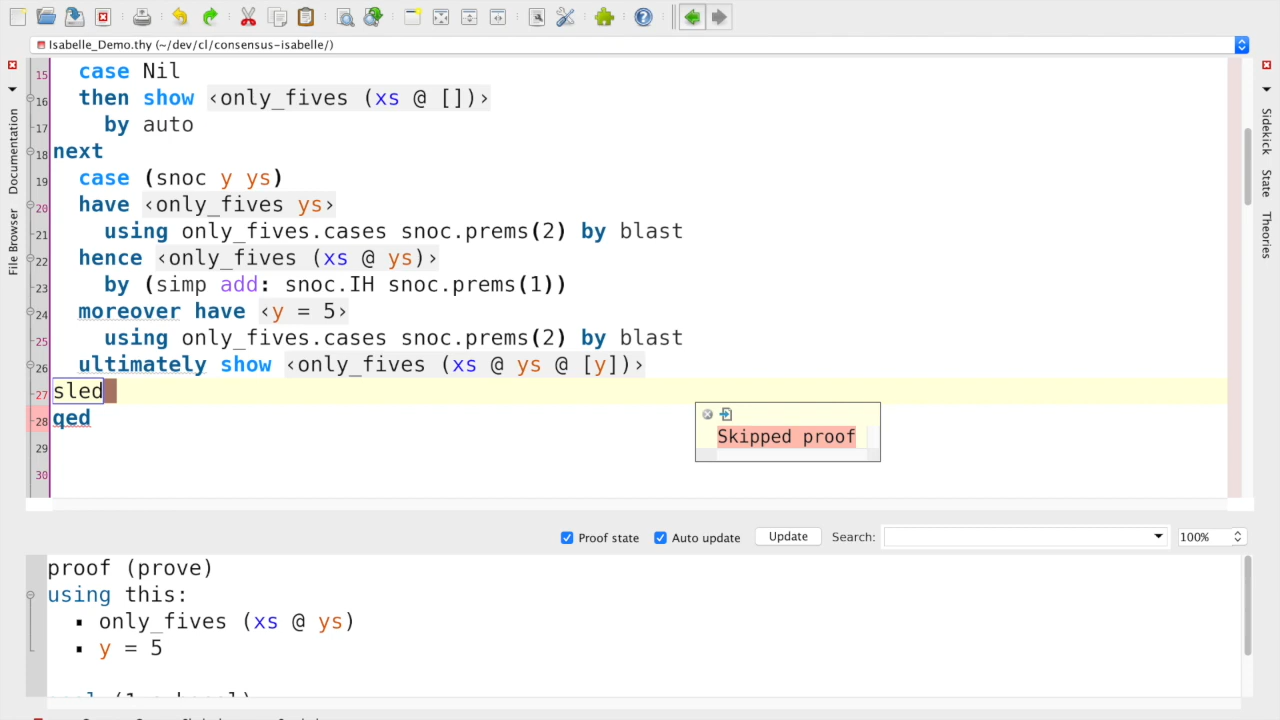 Isabelle_Demo.thy (~/dev/cl/consensus-isabelle/)
15 case Nil
16 then show ‹only_fives (xs @ [])›
17 by auto
18 next
19 case (snoc y ys)
20 have ‹only_fives ys›
21 using only_fives.cases snoc.prems(2) by blast
22 hence ‹only_fives (xs @ ys)›
23 by (simp add: snoc.IH snoc.prems(1))
24 moreover have ‹y = 5›
25 using only_fives.cases snoc.prems(2) by blast
26 ultimately show ‹only_fives (xs @ ys @ [y])›
27 sled
28 qed
29
30
Skipped proof
Documentation
File Browser
Sidekick
State
Theories
Proof state Auto update Update Search: 100%
proof (prove)
using this:
▪ only_fives (xs @ ys)
▪ y = 5